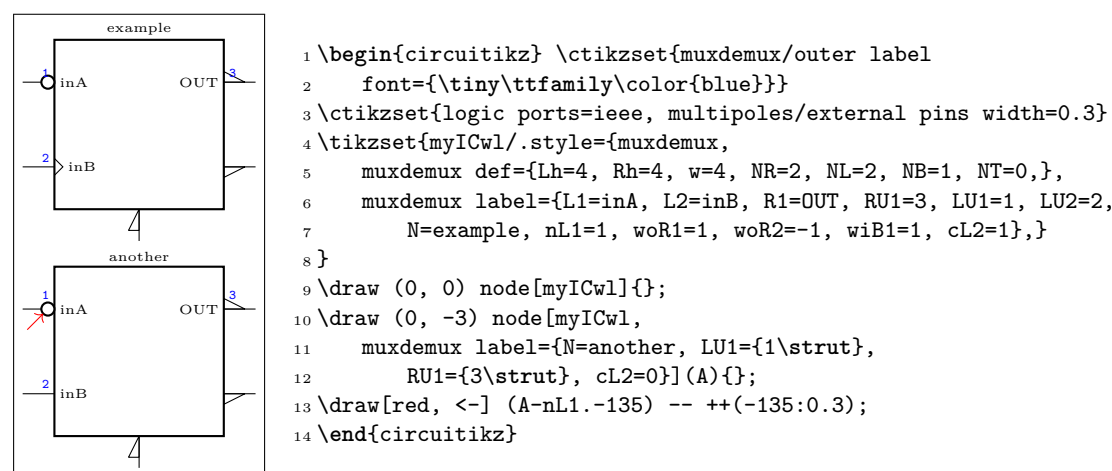 example
1
inA
OUT
3
2
inB
another
1
inA
OUT
3
2
inB
1 \begin{circuitikz} \ctikzset{muxdemux/outer label
2 font={\tiny\ttfamily\color{blue}}}
3 \ctikzset{logic ports=ieee, multipoles/external pins width=0.3}
4 \tikzset{myICwl/.style={muxdemux,
5 muxdemux def={Lh=4, Rh=4, w=4, NR=2, NL=2, NB=1, NT=0,},
6 muxdemux label={L1=inA, L2=inB, R1=OUT, RU1=3, LU1=1, LU2=2,
7 N=example, nL1=1, woR1=1, woR2=-1, wiB1=1, cL2=1},}
8 }
9 \draw (0, 0) node[myICwl]{};
10 \draw (0, -3) node[myICwl,
11 muxdemux label={N=another, LU1={1\strut},
12 RU1={3\strut}, cL2=0}](A){};
13 \draw[red, <-] (A-nL1.-135) -- ++(-135:0.3);
14 \end{circuitikz}